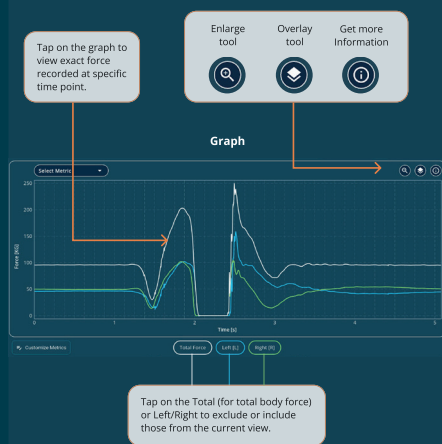 Tap on the graph to
view exact force
recorded at specific
time point.
Enlarge
tool
Overlay
tool
Get more
Information
Graph
Select Metric
250
200
150
100
50
0
Force [KG]
0 1 2 3 4 5
Time [s]
Customize Metrics
Total Force
Left [L]
Right [R]
Tap on the Total (for total body force)
or Left/Right to exclude or include
those from the current view.